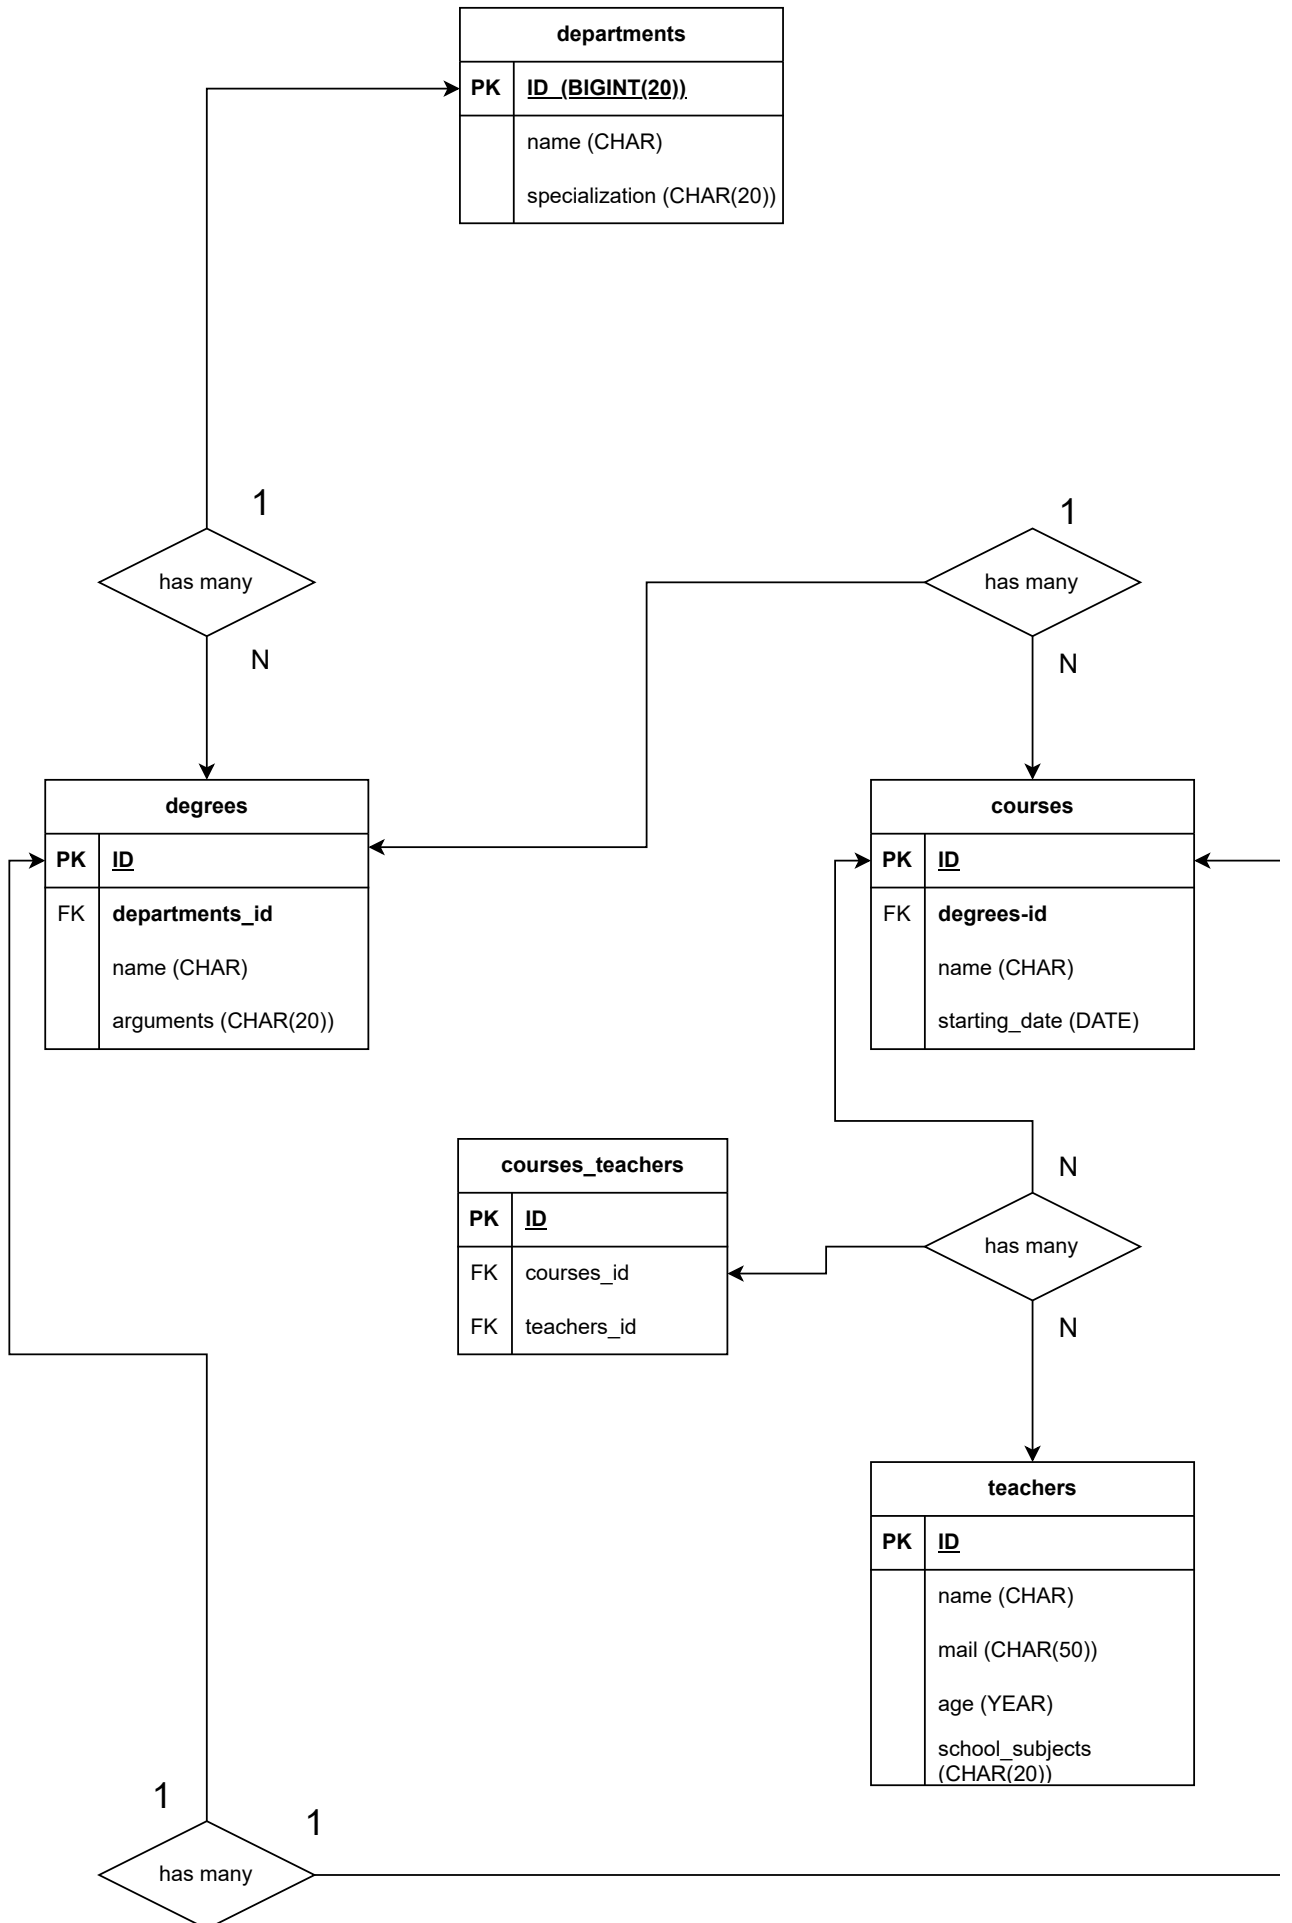 departments
PK ID (BIGINT(20))
name (CHAR)
specialization (CHAR(20))
1
has many
N
1
has many
N
degrees
PK ID
FK departments_id
name (CHAR)
arguments (CHAR(20))
courses
PK ID
FK degrees-id
name (CHAR)
starting_date (DATE)
courses_teachers
PK ID
FK courses_id
FK teachers_id
N
has many
N
teachers
PK ID
name (CHAR)
mail (CHAR(50))
age (YEAR)
school_subjects
(CHAR(20))
1
1
has many